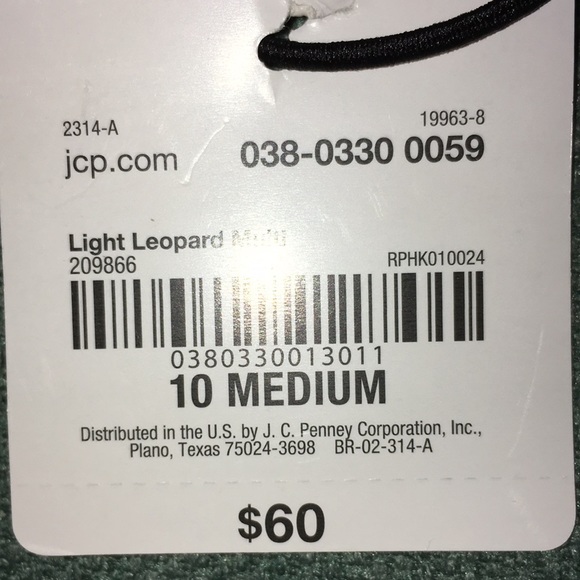 2314-A 19963-8
jcp.com 038-0330 0059
Light Leopard Multi
209866 RPHK010024
0380330013011
10 MEDIUM
Distributed in the U.S. by J. C. Penney Corporation, Inc.,
Plano, Texas 75024-3698 BR-02-314-A
$60